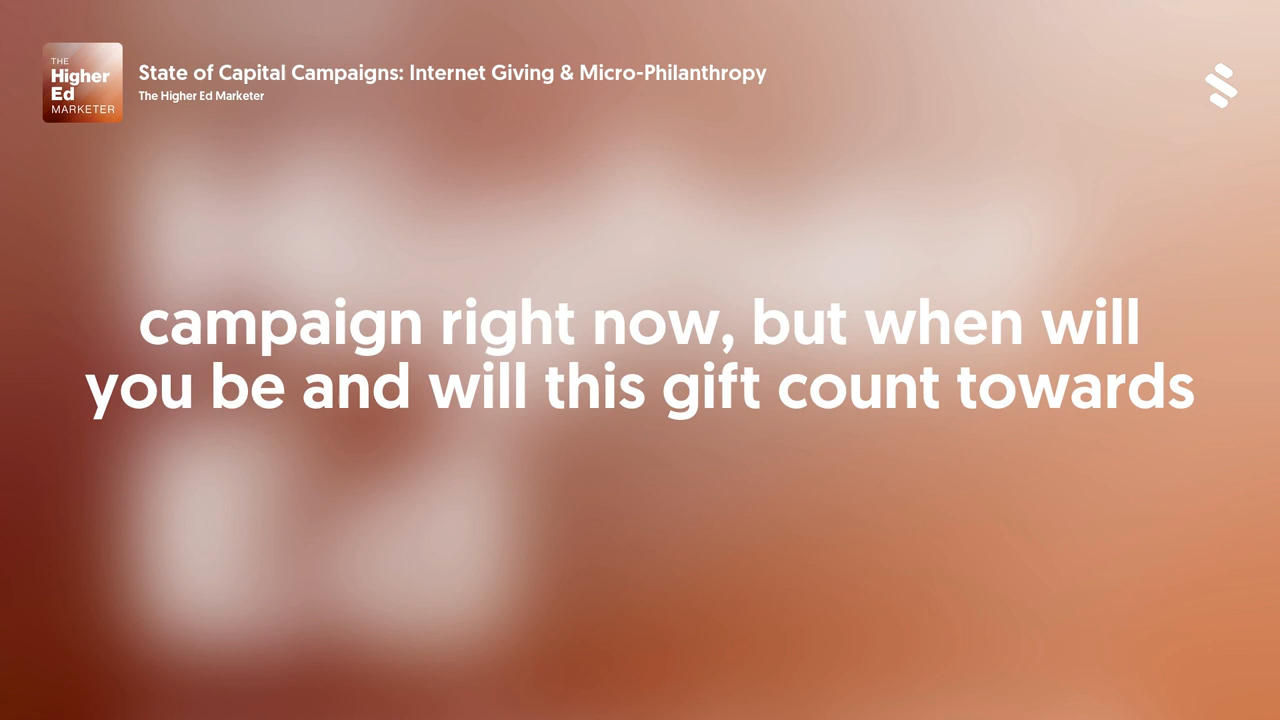 THE
Higher
Ed
MARKETER
State of Capital Campaigns: Internet Giving & Micro-Philanthropy
The Higher Ed Marketer
campaign right now, but when will
you be and will this gift count towards